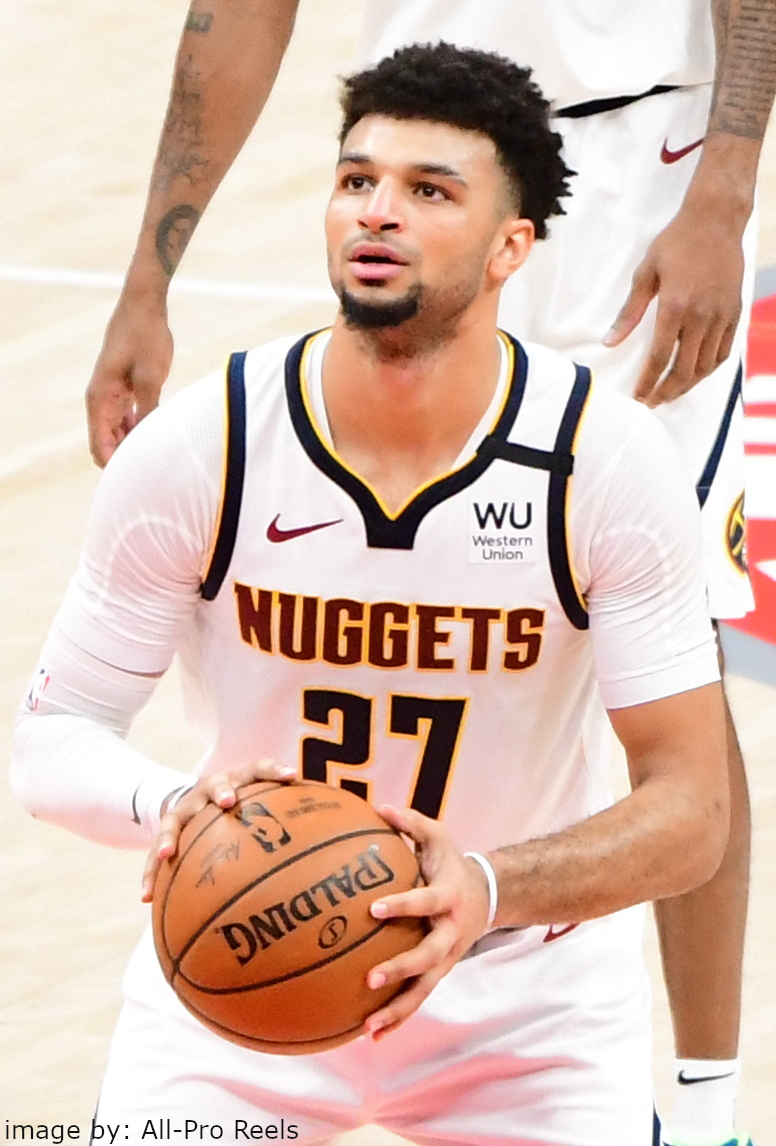 WU
Western
Union
NUGGETS
27
SPALDING
image by: All-Pro Reels